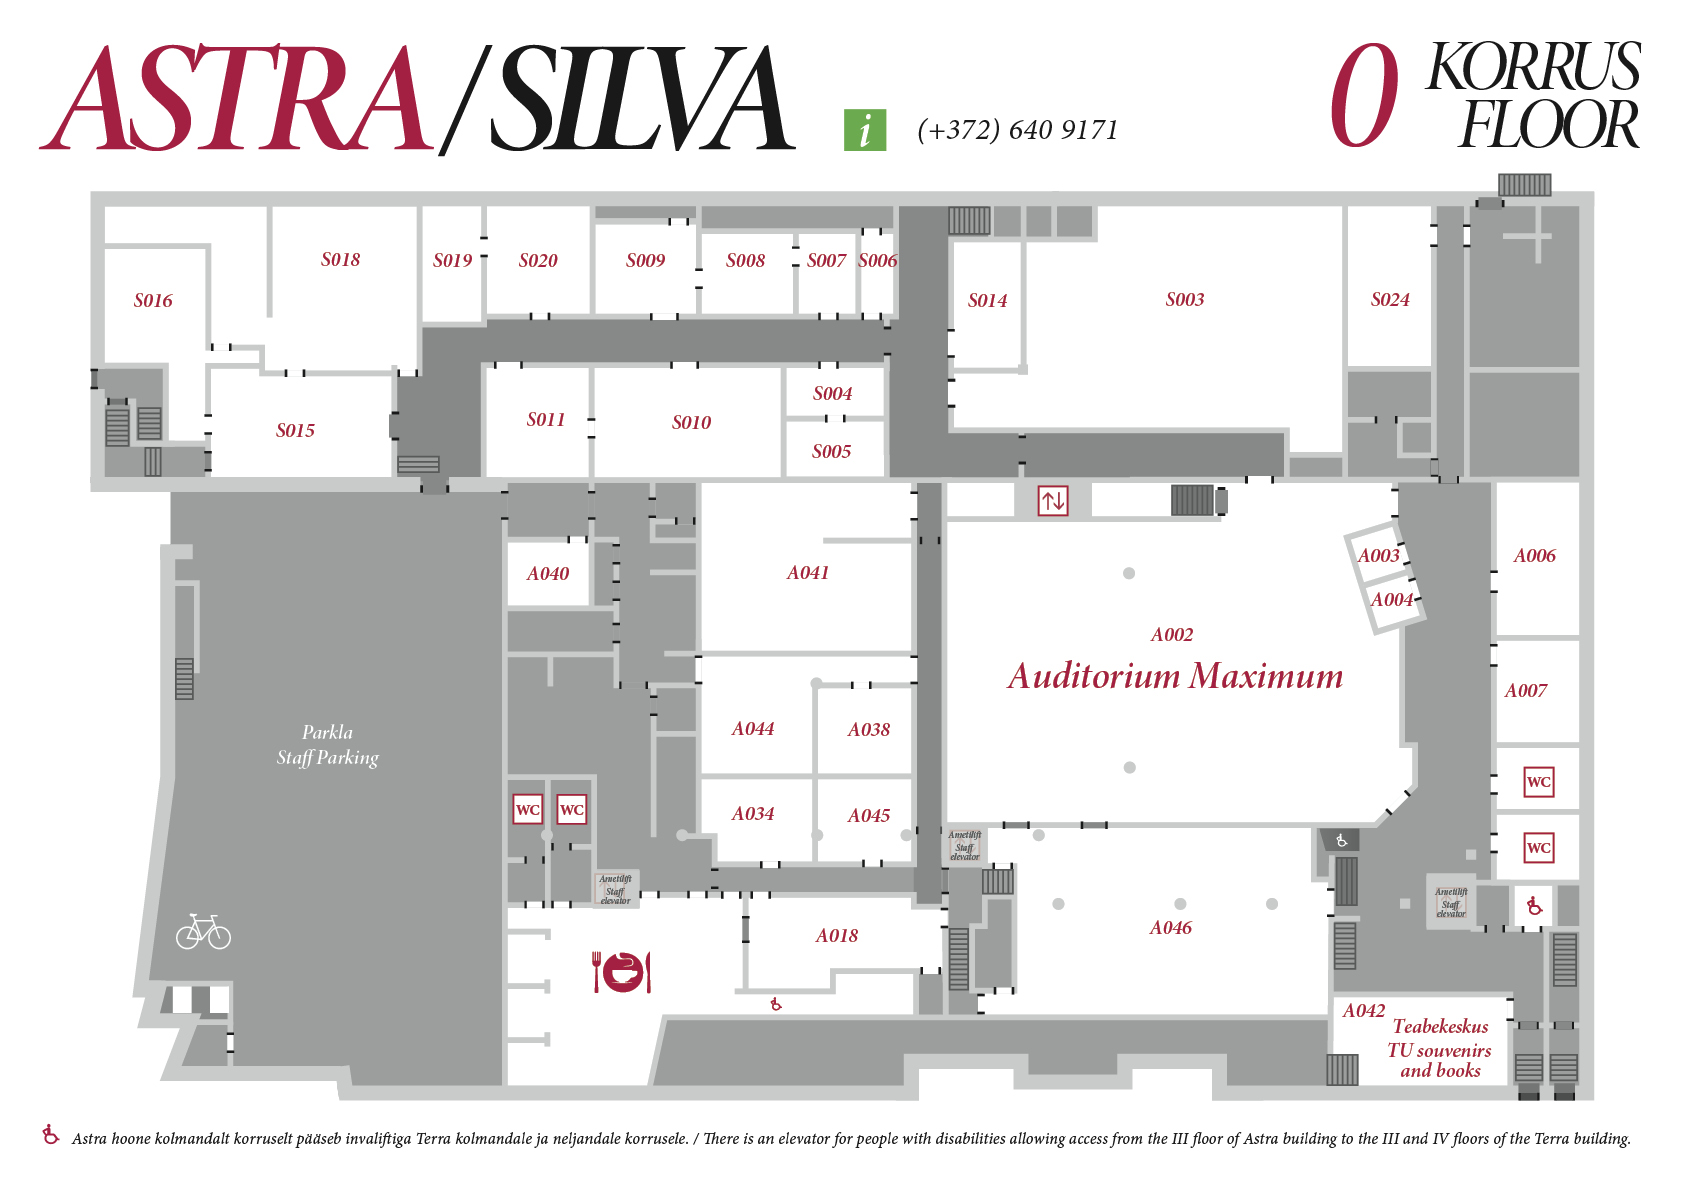 ASTRA/SILVA
i (+372) 640 9171
0 KORRUS
FLOOR
S016
S018
S019
S020
S009
S008
S007
S006
S014
S003
S024
S015
S011
S010
S004
S005
A040
A041
A002
Auditorium Maximum
A003
A004
A006
A007
Parkla
Staff Parking
A044
A038
A034
A045
WC
WC
WC
WC
Ametilift
Staff
elevator
Ametilift
Staff
elevator
Ametilift
Staff
elevator
A018
A046
A042
Teabekeskus
TU souvenirs
and books
Astra hoone kolmandalt korruselt pääseb invaliftiga Terra kolmandale ja neljandale korrusele. / There is an elevator for people with disabilities allowing access from the III floor of Astra building to the III and IV floors of the Terra building.